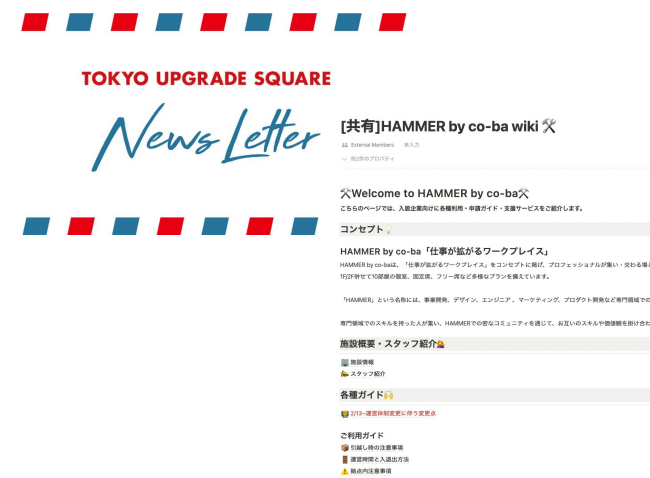 TOKYO UPGRADE SQUARE
News Letter
[共有]HAMMER by co-ba wiki
External Members 未入力
他2件のプロパティ
Welcome to HAMMER by co-ba
こちらのページでは、入居企業向けに各種利用・申請ガイド・支援サービスをご紹介します。
コンセプト
HAMMER by co-ba「仕事が拡がるワークプレイス」
HAMMER by co-baは、「仕事が拡がるワークプレイス」をコンセプトに掲げ、プロフェッショナルが集い・交わる場
1F/2F併せて10部屋の個室、固定席、フリー席など多様なプランを備えています。
「HAMMER」という名称には、事業開発、デザイン、エンジニア、マーケティング、プロダクト開発など専門領域での
専門領域でのスキルを持った人が集い、HAMMERでの密なコミュニティを通じて、お互いのスキルや価値観を掛け合わ
施設概要・スタッフ紹介
施設情報
スタッフ紹介
各種ガイド
2/13~運営体制変更に伴う変更点
ご利用ガイド
引越し時の注意事項
運営時間と入退出方法
拠点内注意事項